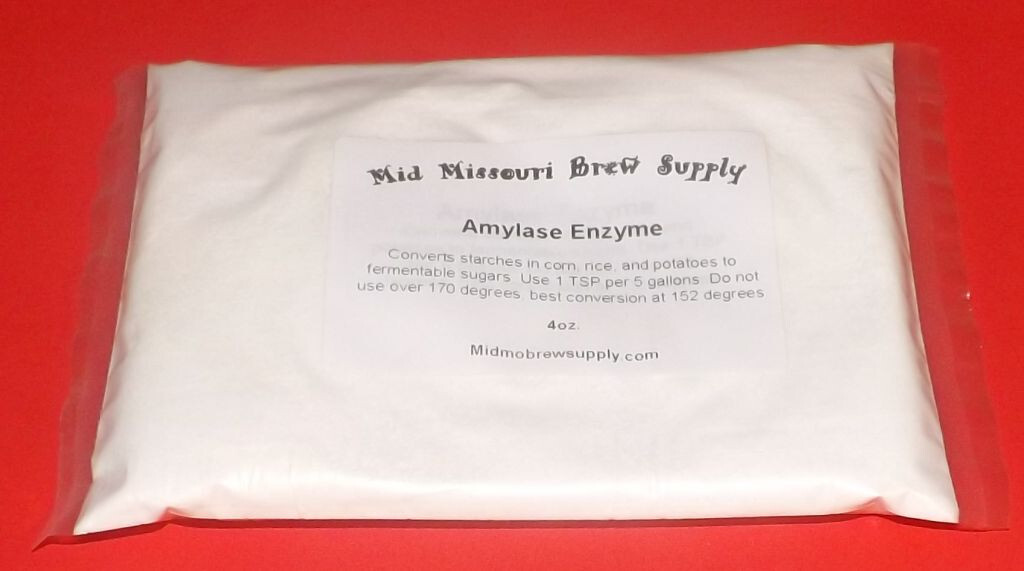 Mid Missouri Brew Supply
Amylase Enzyme
Converts starches in corn, rice, and potatoes to
fermentable sugars. Use 1 TSP per 5 gallons. Do not
use over 170 degrees, best conversion at 152 degrees
4oz.
Midmobrewsupply.com